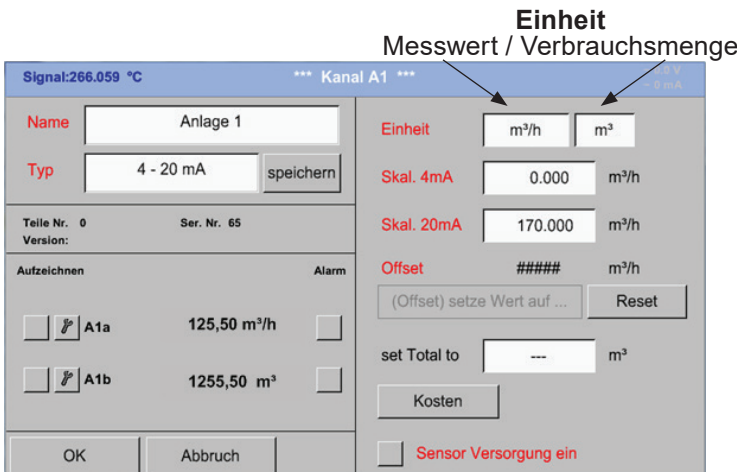 Einheit
Messwert / Verbrauchsmenge
Signal:266.059 °C
*** Kanal A1 ***
V
- 0 mA
Name
Anlage 1
Typ
4 - 20 mA
speichern
Teile Nr. 0
Ser. Nr. 65
Version:
Aufzeichnen
Alarm
A1a
125,50 m³/h
A1b
1255,50 m³
OK
Abbruch
Einheit
m³/h
m³
Skal. 4mA
0.000
m³/h
Skal. 20mA
170.000
m³/h
Offset
#####
m³/h
(Offset) setze Wert auf ...
Reset
set Total to
---
m³
Kosten
Sensor Versorgung ein